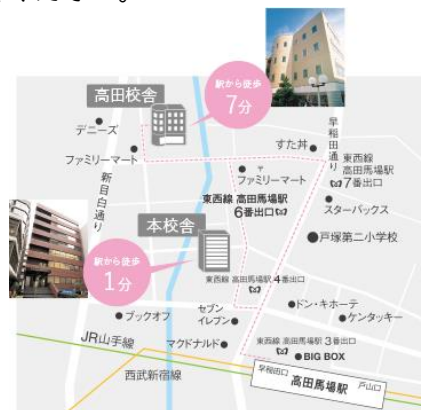 高田校舎
駅から徒歩
7分
デニーズ
ファミリーマート
新目白通り
すた丼
早稲田通り
東西線
高田馬場駅
7番出口
ファミリーマート
東西線 高田馬場駅
6番出口
スターバックス
戸塚第二小学校
本校舎
駅から徒歩
1分
東西線 高田馬場駅 4番出口
ドン・キホーテ
ケンタッキー
ブックオフ
セブン
イレブン
JR山手線
マクドナルド
東西線 高田馬場駅 3番出口
BIG BOX
西武新宿線
早稲田口
高田馬場駅
戸山口